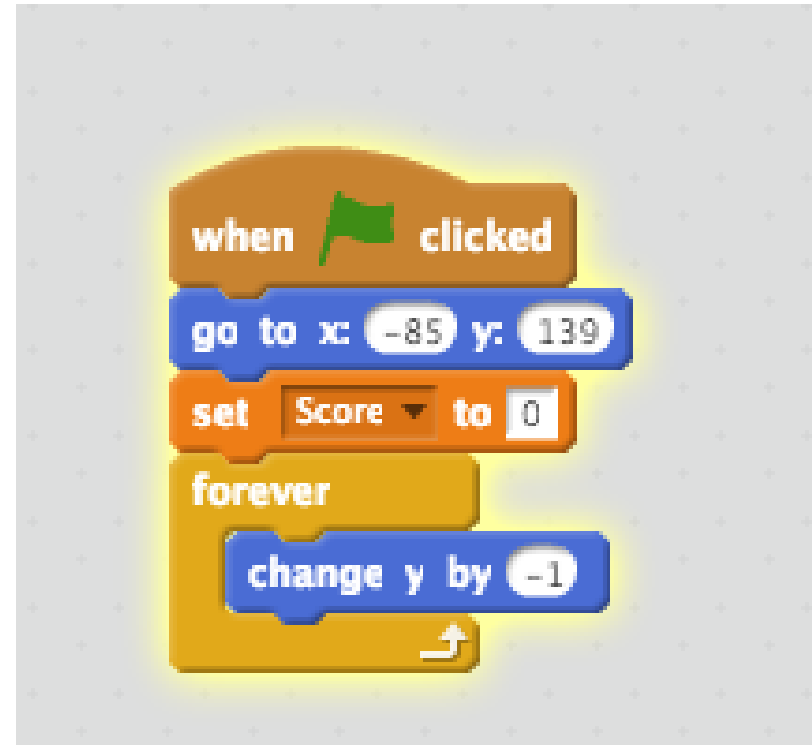 when clicked
go to x: -85 y: 139
set Score to 0
forever
change y by -1